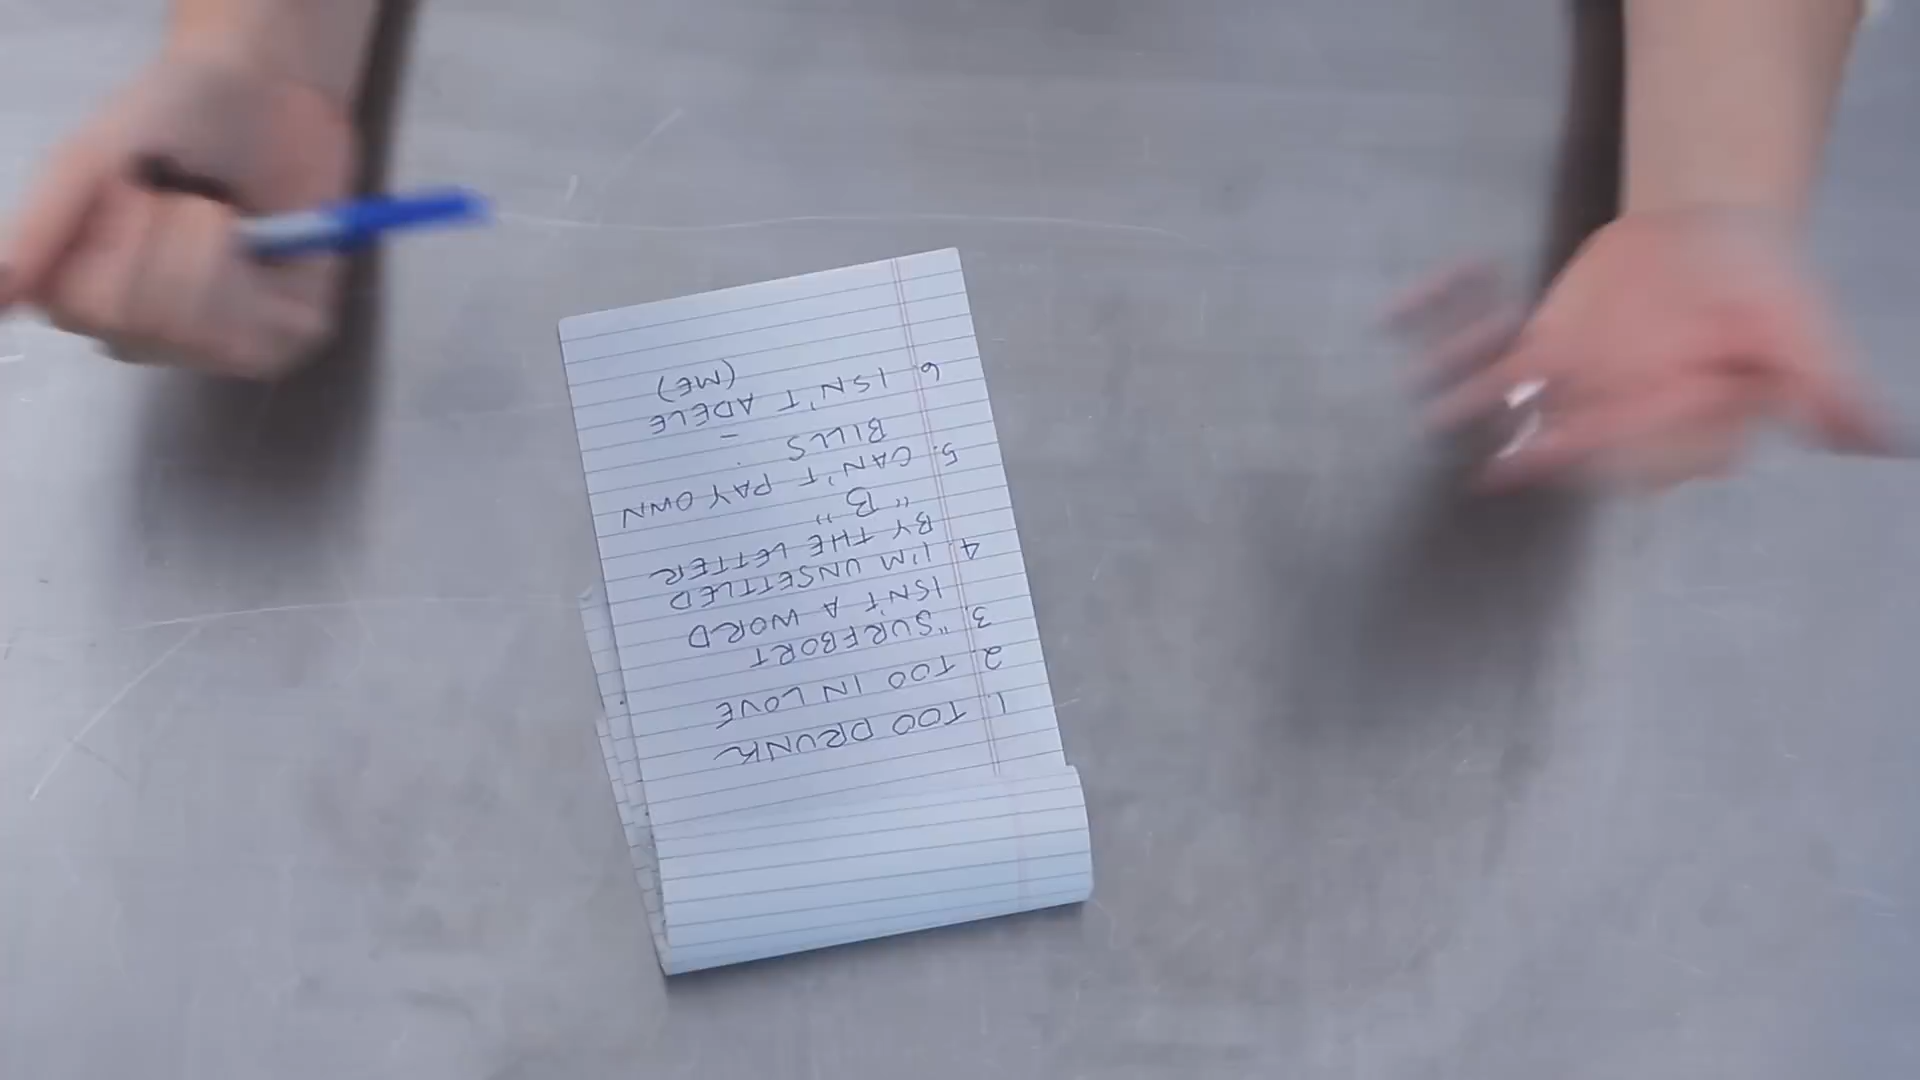 1. TOO DRUNK
2. TOO IN LOVE
3. "SURFBORT
ISN'T A WORD
4. I'M UNSETTLED
BY THE LETTER
"B"
5. CAN'T PAY OWN
BILLS
6. ISN'T ADELE
(ME)